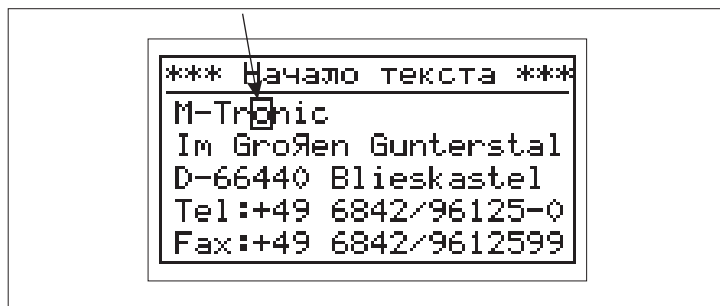 *** Начало текста ***
M-Tronic
Im GroЯen Gunterstal
D-66440 Blieskastel
Tel:+49 6842/96125-0
Fax:+49 6842/9612599